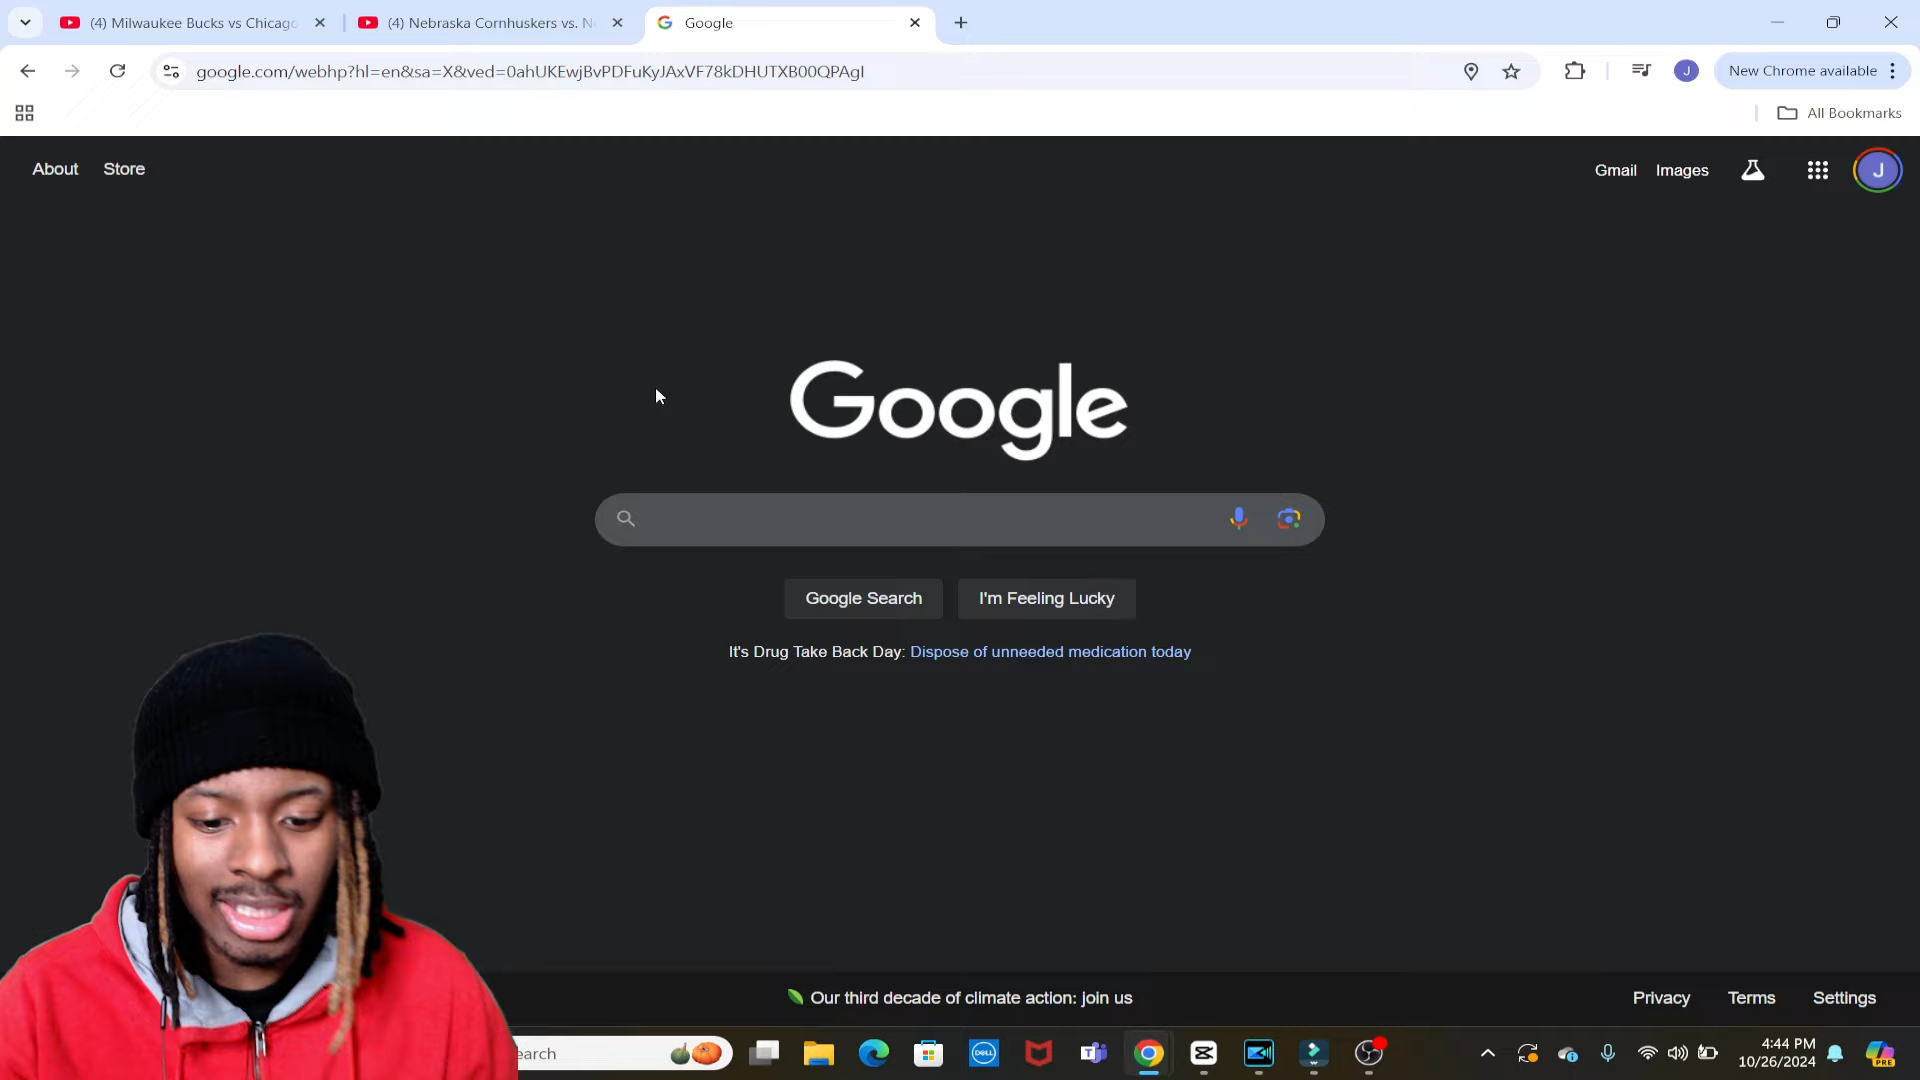 (4) Milwaukee Bucks vs Chicago
(4) Nebraska Cornhuskers vs. N
Google
google.com/webhp?hl=en&sa=X&ved=0ahUKEwjBvPDFuKyJAxVF78kDHUTXB00QPAgI
J
New Chrome available
All Bookmarks
About
Store
Gmail
Images
J
Google
Google Search
I'm Feeling Lucky
It's Drug Take Back Day: Dispose of unneeded medication today
Our third decade of climate action: join us
Privacy
Terms
Settings
earch
DELL
PRE
4:44 PM
10/26/2024